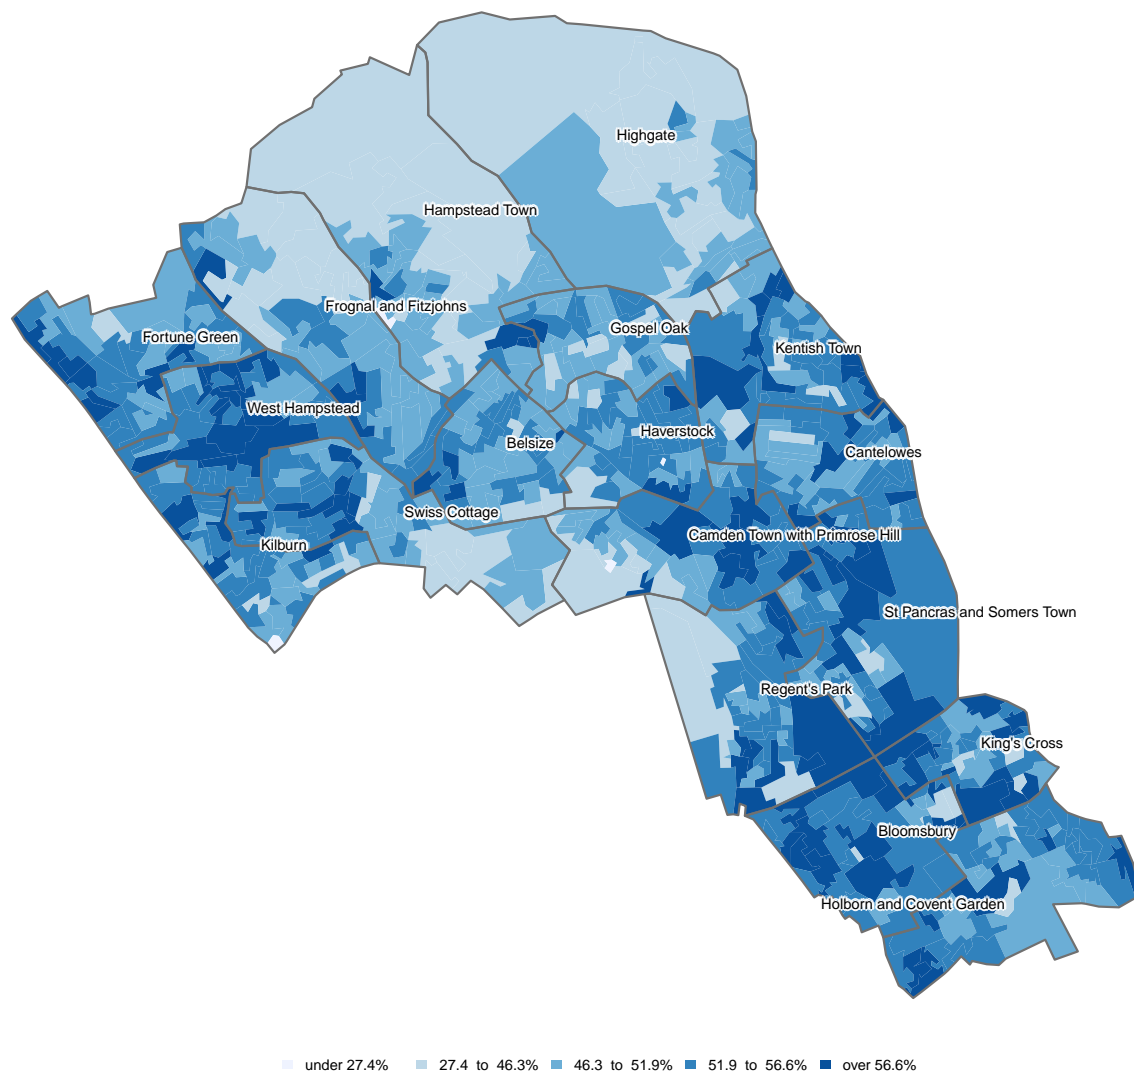 Highgate
Hampstead Town
Frognal and Fitzjohns
Gospel Oak
Fortune Green
Kentish Town
West Hampstead
Haverstock
Belsize
Cantelowes
Swiss Cottage
Camden Town with Primrose Hill
Kilburn
St Pancras and Somers Town
Regent's Park
King's Cross
Bloomsbury
Holborn and Covent Garden
under 27.4% 27.4 to 46.3% 46.3 to 51.9% 51.9 to 56.6% over 56.6%